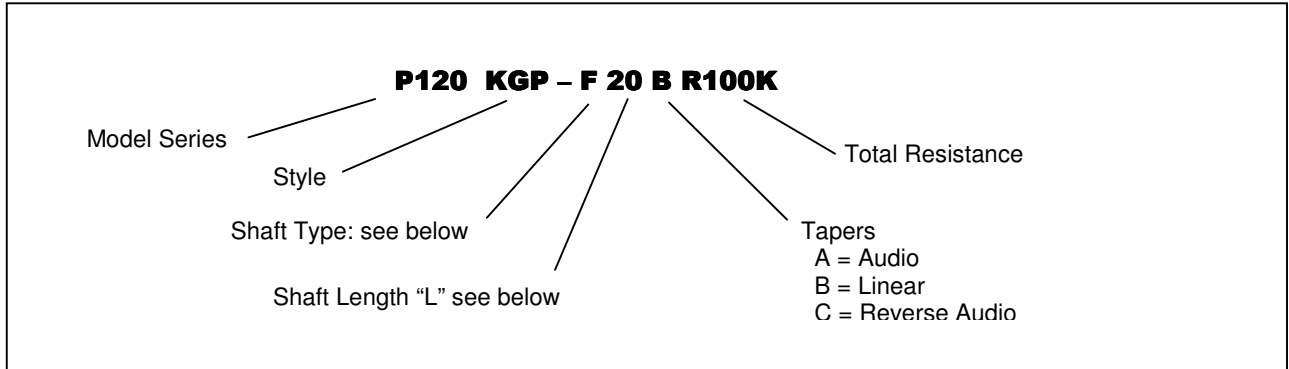 P120 KGP – F 20 B R100K
Model Series
Total Resistance
Style
Shaft Type: see below
Tapers
A = Audio
B = Linear
C = Reverse Audio
Shaft Length “L” see below